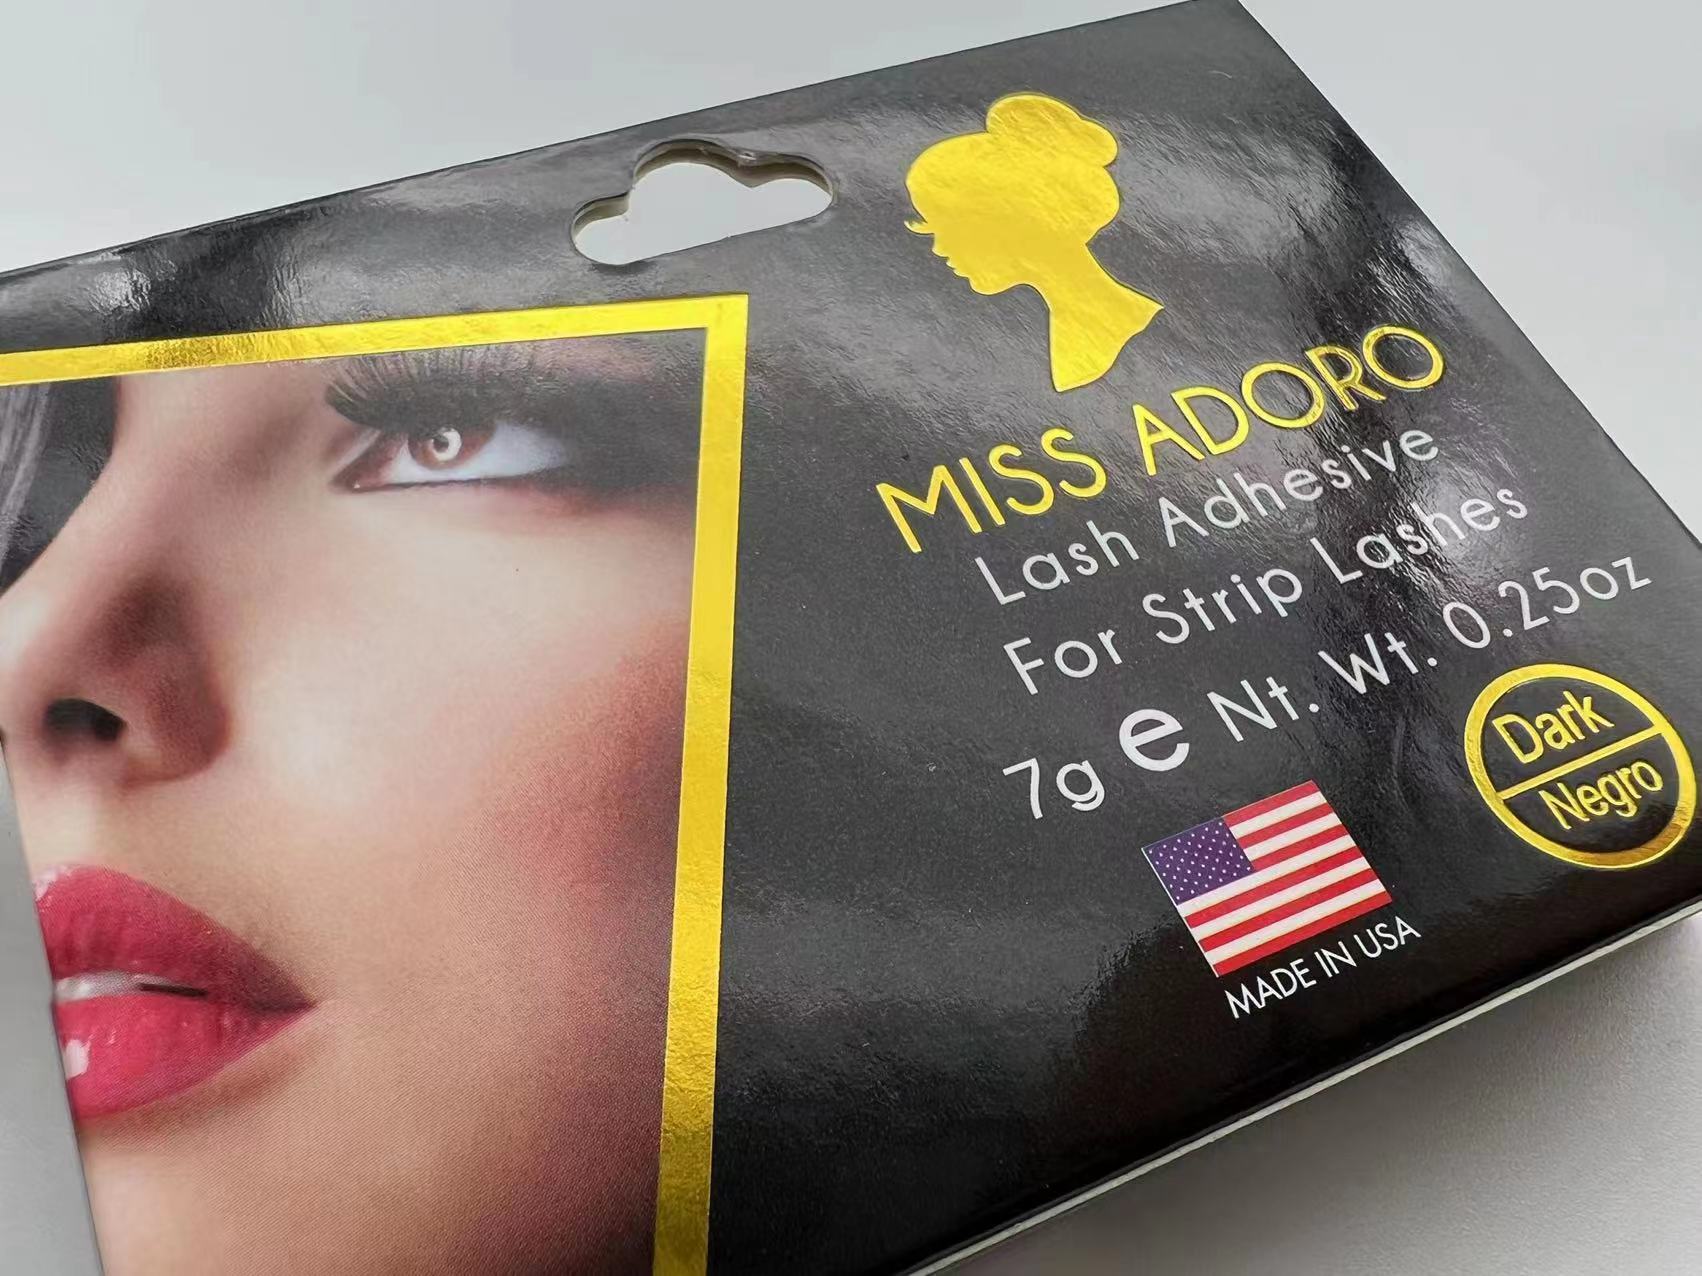 MISS ADORO
Lash Adhesive
For Strip Lashes
7g e Nt. Wt. 0.25oz
Dark
Negro
MADE IN USA